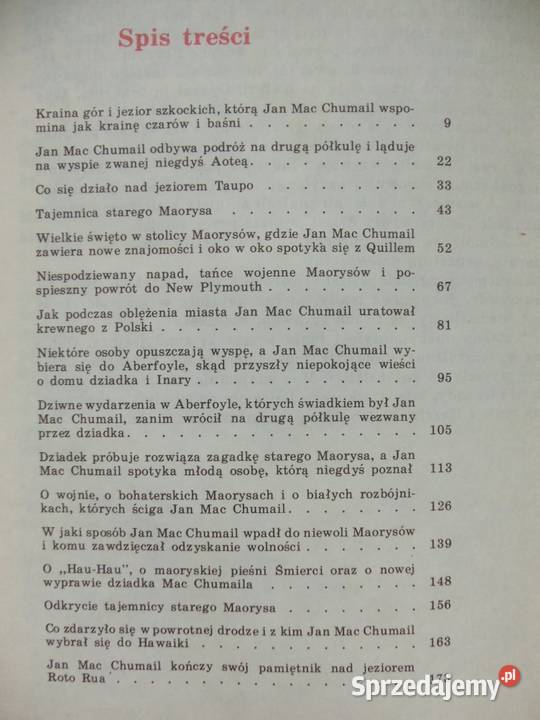 Spis treści
Kraina gór i jezior szkockich, którą Jan Mac Chumail wspo-
mina jak krainę czarów i baśni . . . . . . . . . . 9
Jan Mac Chumail odbywa podróż na drugą półkulę i ląduje
na wyspie zwanej niegdyś Aoteą. . . . . . . . . . 22
Co się działo nad jeziorem Taupo . . . . . . . . . 33
Tajemnica starego Maorysa . . . . . . . . . . 43
Wielkie święto w stolicy Maorysów, gdzie Jan Mac Chumail
zawiera nowe znajomości i oko w oko spotyka się z Quillem 52
Niespodziewany napad, tańce wojenne Maorysów i po-
spieszny powrót do New Plymouth . . . . . . . . . 67
Jak podczas oblężenia miasta Jan Mac Chumail uratował
krewnego z Polski . . . . . . . . . . . . . . 81
Niektóre osoby opuszczają wyspę, a Jan Mac Chumail wy-
biera się do Aberfoyle, skąd przyszły niepokojące wieści
o domu dziadka i Inary . . . . . . . . . . . . 95
Dziwne wydarzenia w Aberfoyle, których świadkiem był Jan
Mac Chumail, zanim wrócił na drugą półkulę wezwany
przez dziadka . . . . . . . . . . . . . . . . 105
Dziadek próbuje rozwiąza zagadkę starego Maorysa, a Jan
Mac Chumail spotyka młodą osobę, którą niegdyś poznał 113
O wojnie, o bohaterskich Maorysach i o białych rozbójni-
kach, których ściga Jan Mac Chumail . . . . . . . . 126
W jaki sposób Jan Mac Chumail wpadł do niewoli Maorysów
i komu zawdzięczał odzyskanie wolności . . . . . . . 139
O „Hau-Hau", o maoryskiej pieśni Śmierci oraz o nowej
wyprawie dziadka Mac Chumaila . . . . . . . . . 148
Odkrycie tajemnicy starego Maorysa . . . . . . . . 156
Co zdarzyło się w powrotnej drodze i z kim Jan Mac Chumail
wybrał się do Hawaiki . . . . . . . . . . . . 163
Jan Mac Chumail kończy swój pamiętnik nad jeziorem
Roto Rua . . . . . . . . . . . .
Sprzedajemy.pl